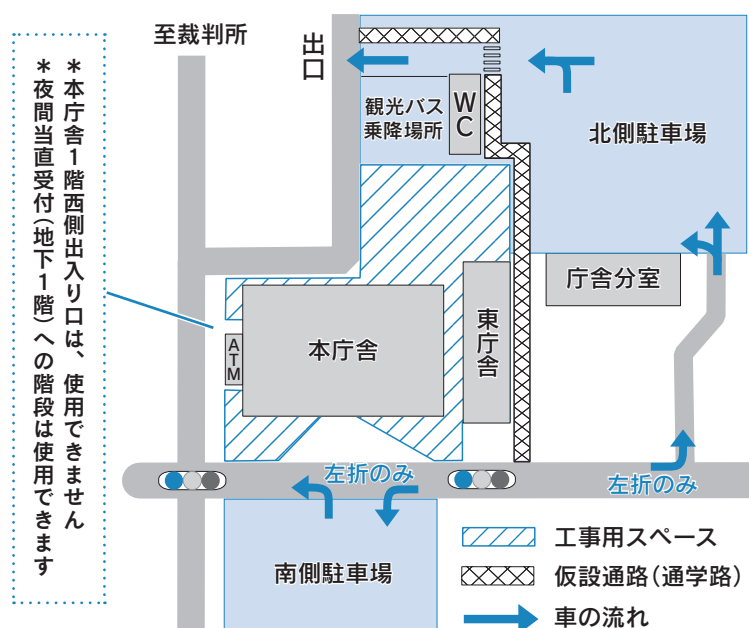 至裁判所
出口
観光バス
乗降場所
WC
北側駐車場
庁舎分室
東庁舎
本庁舎
ATM
*本庁舎1階西側出入り口は、使用できません
*夜間当直受付(地下1階)への階段は使用できます
左折のみ
左折のみ
南側駐車場
工事用スペース
仮設通路(通学路)
車の流れ